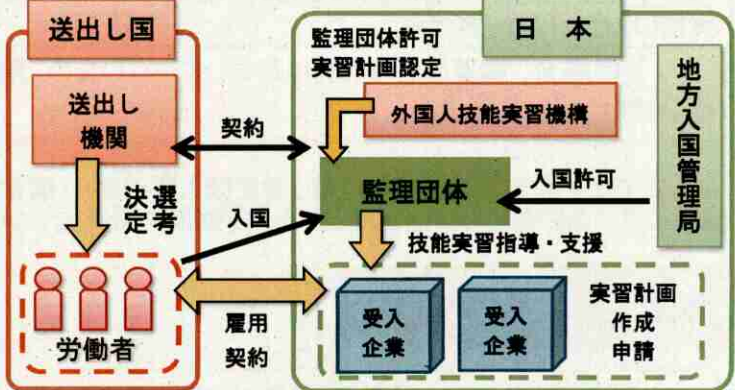 送出し国
日 本
監理団体許可
実習計画認定
送出し
機関
外国人技能実習機構
地方入国管理局
契約
監理団体
入国許可
選考
決定
入国
技能実習指導・支援
労働者
雇用
契約
受入
企業
受入
企業
実習計画
作成
申請